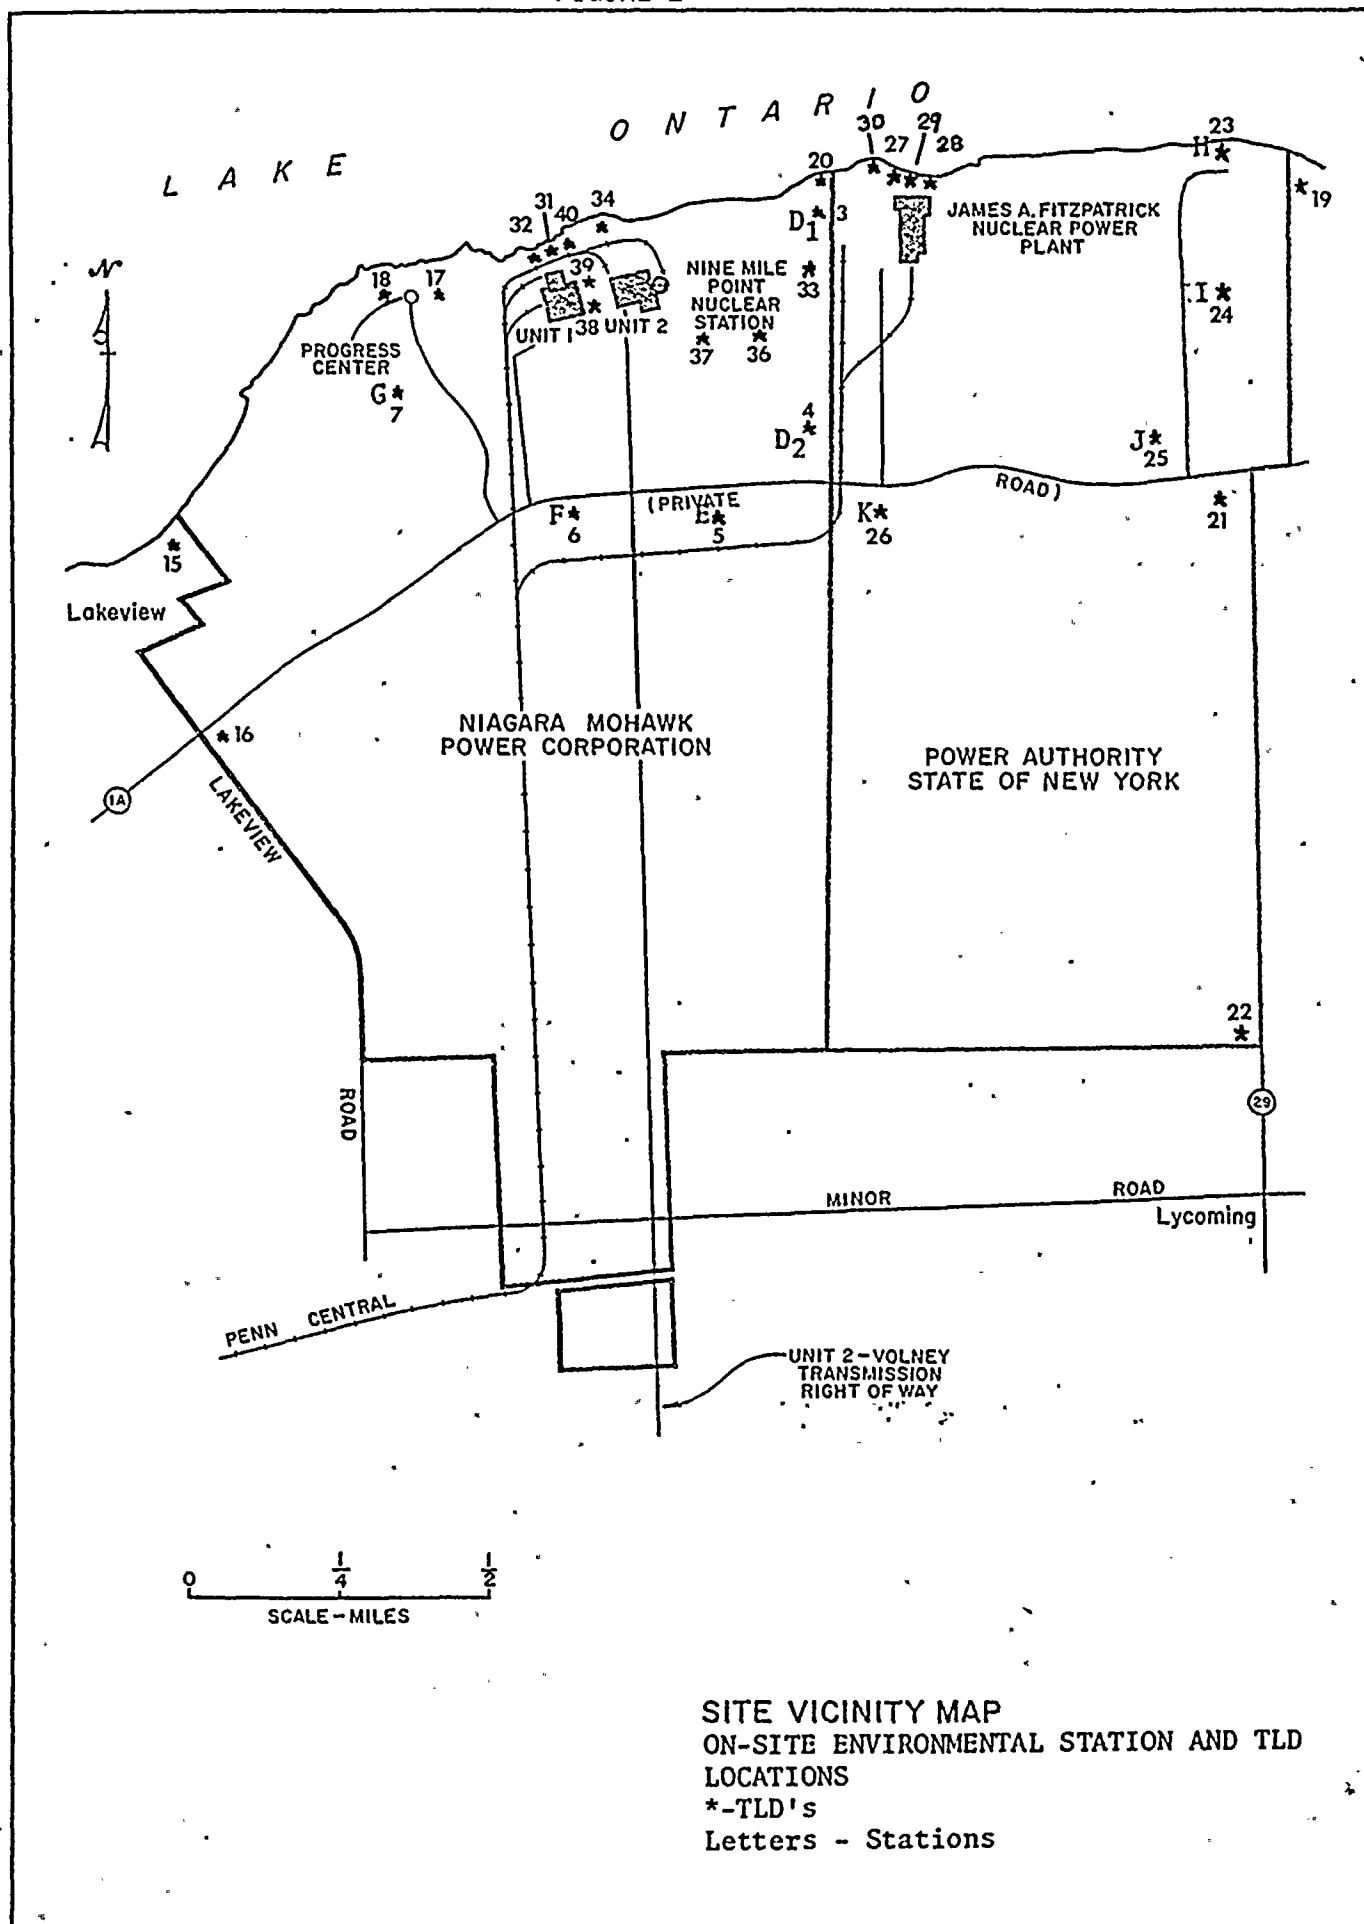 LAKE ONTARIO
N
30
29
27
28
23
H
20
19
31
34
40
32
D1
3
JAMES A. FITZPATRICK
NUCLEAR POWER
PLANT
18
17
39
NINE MILE
POINT
NUCLEAR
STATION
33
I
24
UNIT 1
38
UNIT 2
37
36
PROGRESS
CENTER
G
7
4
D2
J
25
(PRIVATE
ROAD)
F
6
E
5
K
26
21
15
Lakeview
16
1A
LAKEVIEW
ROAD
NIAGARA MOHAWK
POWER CORPORATION
POWER AUTHORITY
STATE OF NEW YORK
22
29
MINOR
ROAD
Lycoming
PENN CENTRAL
UNIT 2-VOLNEY
TRANSMISSION
RIGHT OF WAY
0
1/4
1/2
SCALE-MILES
SITE VICINITY MAP
ON-SITE ENVIRONMENTAL STATION AND TLD
LOCATIONS
*-TLD's
Letters - Stations